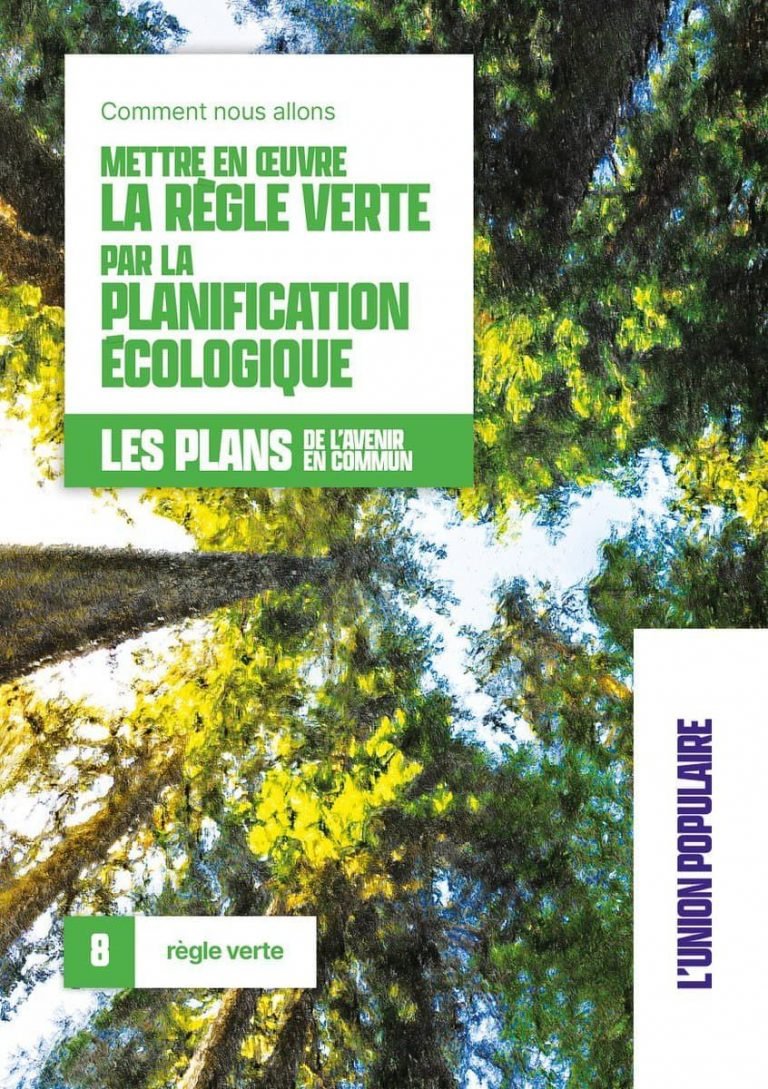 Comment nous allons
METTRE EN ŒUVRE
LA RÈGLE VERTE
PAR LA
PLANIFICATION
ÉCOLOGIQUE
LES PLANS DE L'AVENIR
EN COMMUN
L'UNION POPULAIRE
8 règle verte